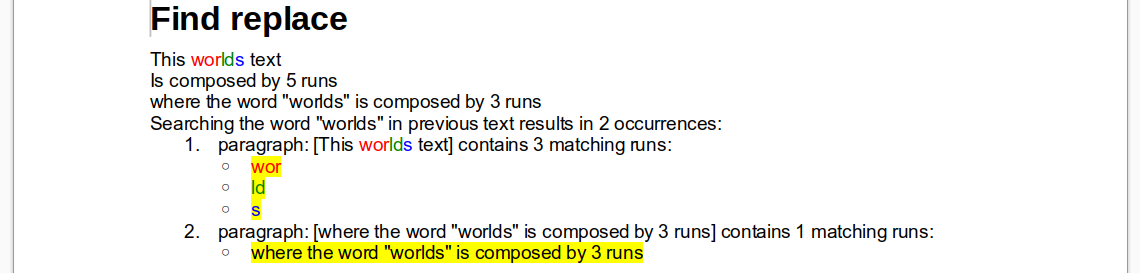 Find replace
This worlds text
Is composed by 5 runs
where the word "worlds" is composed by 3 runs
Searching the word "worlds" in previous text results in 2 occurrences:
1. paragraph: [This worlds text] contains 3 matching runs:
○ wor
○ ld
○ s
2. paragraph: [where the word "worlds" is composed by 3 runs] contains 1 matching runs:
○ where the word "worlds" is composed by 3 runs